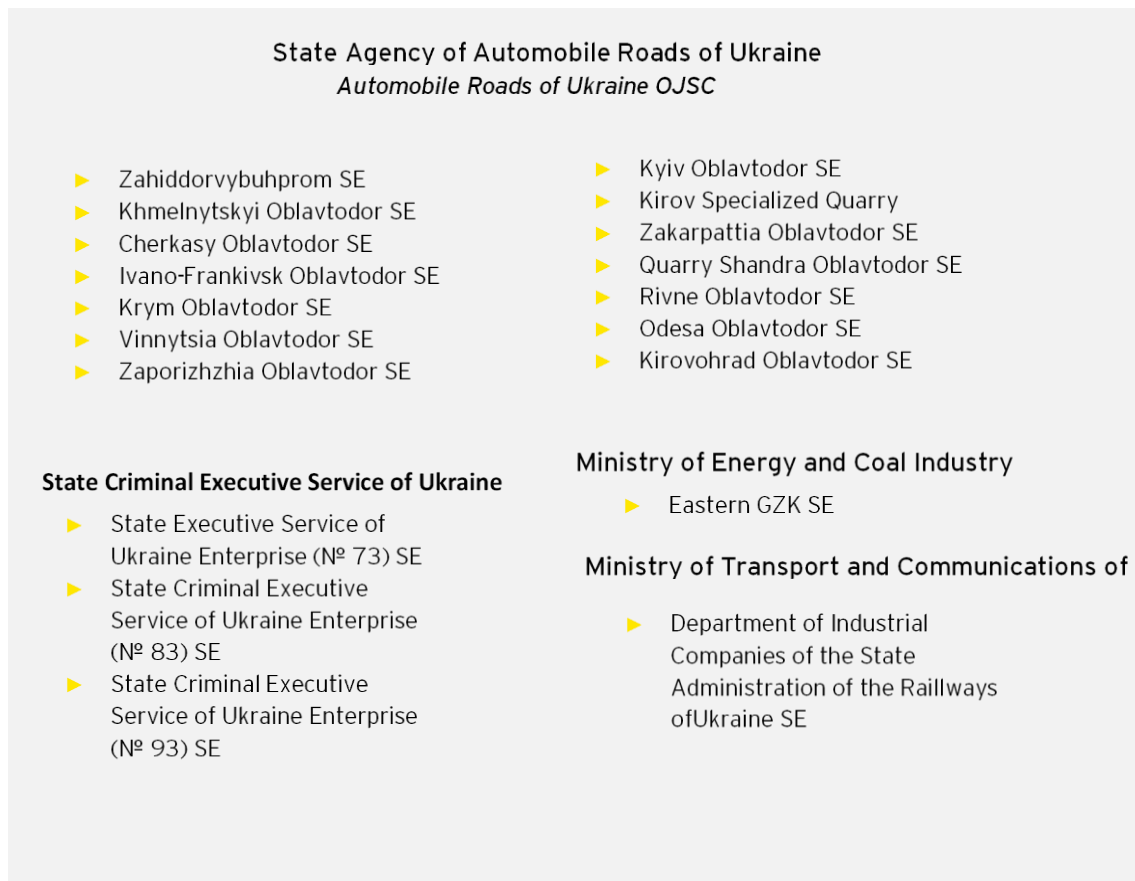 State Agency of Automobile Roads of Ukraine
Automobile Roads of Ukraine OJSC
► Zahiddorvybuhprom SE
► Khmelnytskyi Oblavtodor SE
► Cherkasy Oblavtodor SE
► Ivano-Frankivsk Oblavtodor SE
► Krym Oblavtodor SE
► Vinnytsia Oblavtodor SE
► Zaporizhzhia Oblavtodor SE
► Kyiv Oblavtodor SE
► Kirov Specialized Quarry
► Zakarpattia Oblavtodor SE
► Quarry Shandra Oblavtodor SE
► Rivne Oblavtodor SE
► Odesa Oblavtodor SE
► Kirovohrad Oblavtodor SE
State Criminal Executive Service of Ukraine
► State Executive Service of
Ukraine Enterprise (№ 73) SE
► State Criminal Executive
Service of Ukraine Enterprise
(№ 83) SE
► State Criminal Executive
Service of Ukraine Enterprise
(№ 93) SE
Ministry of Energy and Coal Industry
► Eastern GZK SE
Ministry of Transport and Communications of
► Department of Industrial
Companies of the State
Administration of the Raillways
ofUkraine SE